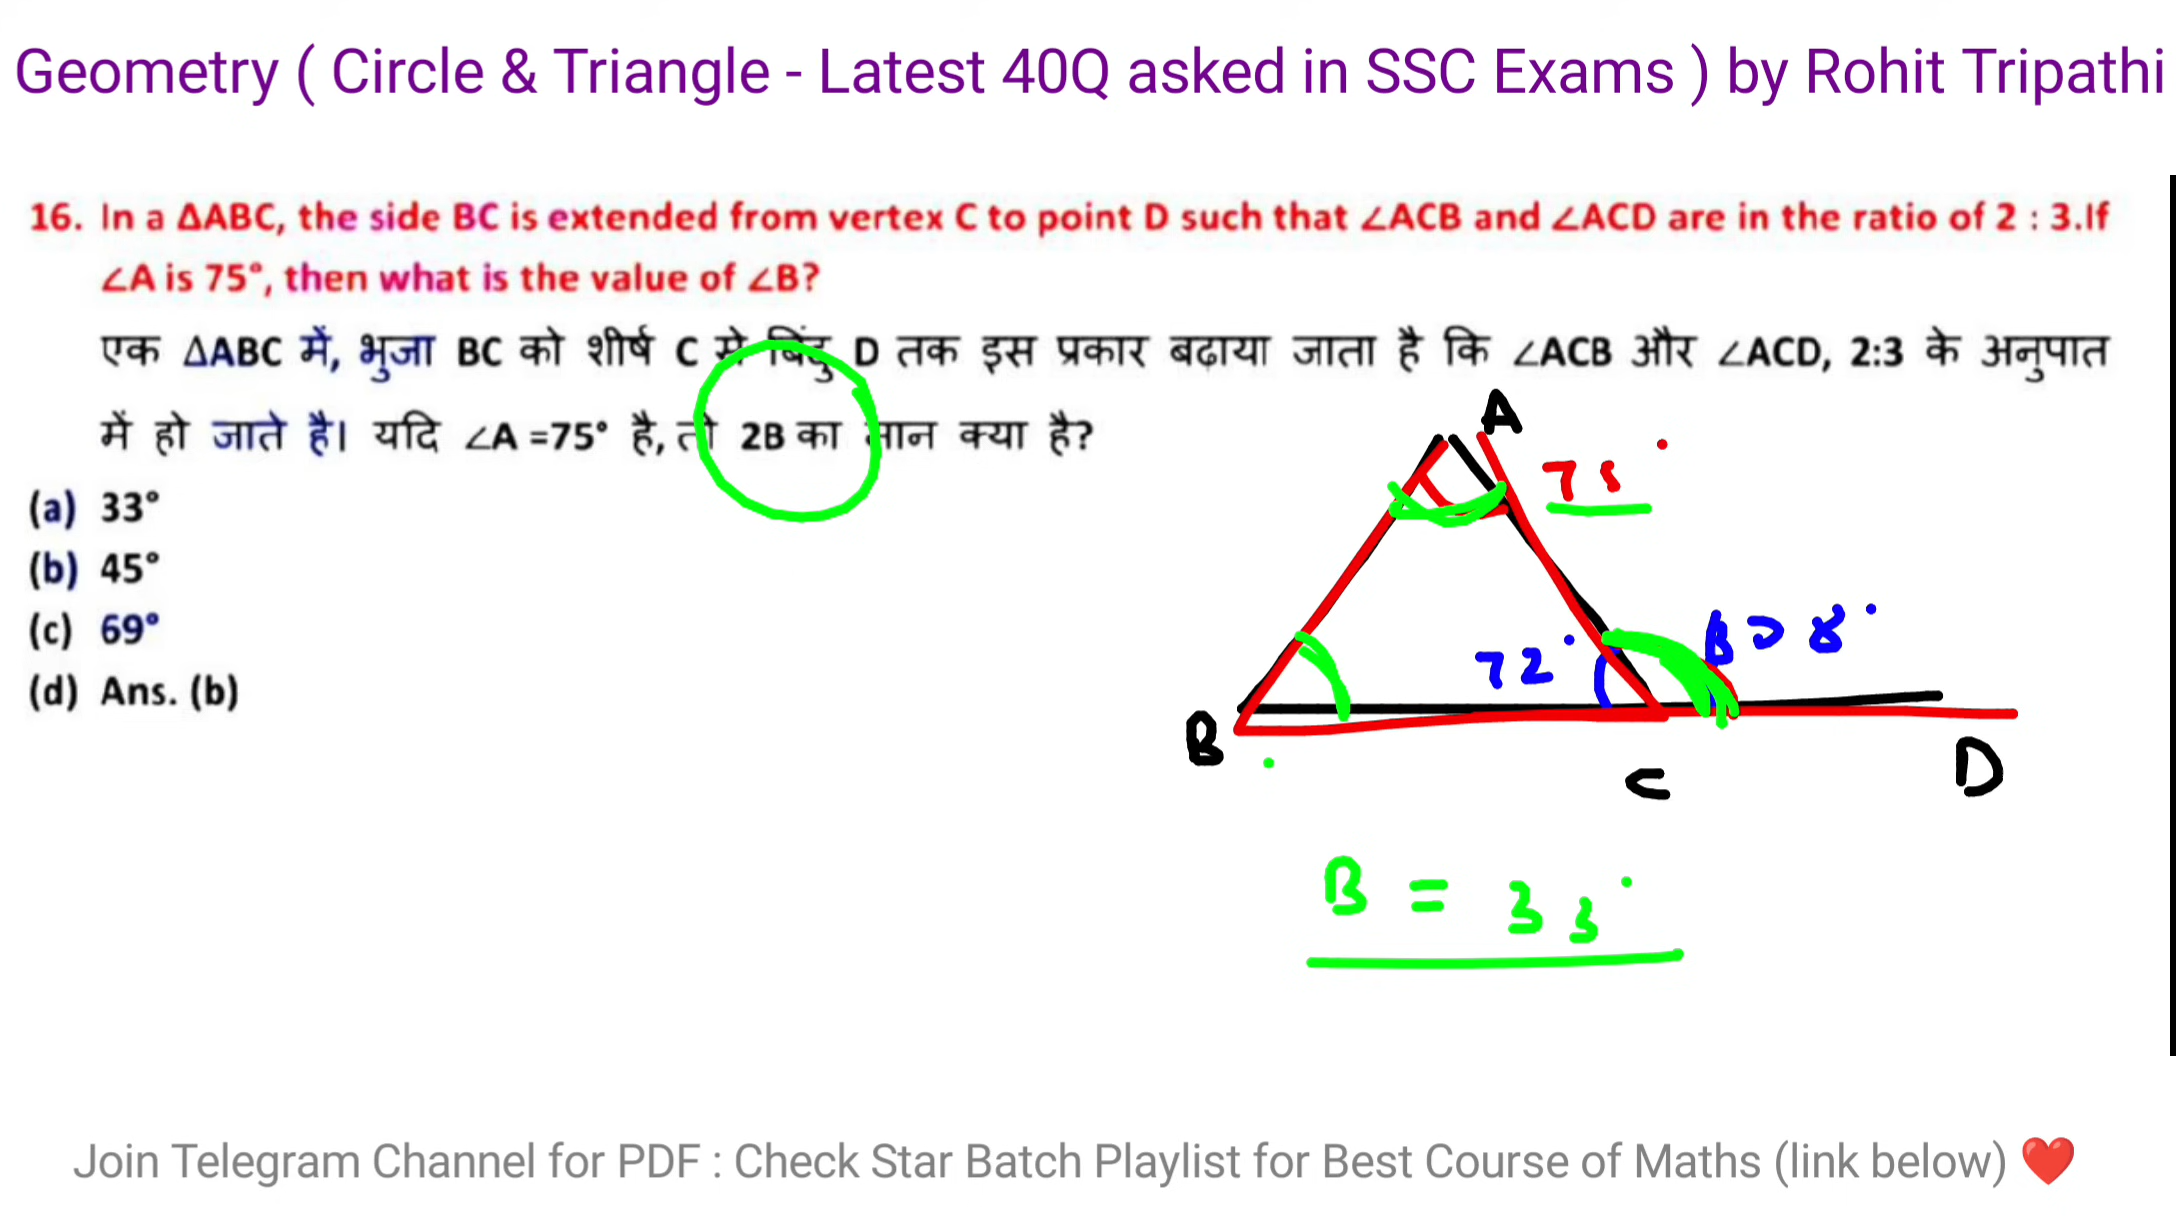 Geometry ( Circle & Triangle - Latest 40Q asked in SSC Exams ) by Rohit Tripathi
16. In a ΔABC, the side BC is extended from vertex C to point D such that ∠ACB and ∠ACD are in the ratio of 2 : 3.If
∠A is 75°, then what is the value of ∠B?
एक ΔABC में, भुजा BC को शीर्ष C से बिंदु D तक इस प्रकार बढ़ाया जाता है कि ∠ACB और ∠ACD, 2:3 के अनुपात
में हो जाते है। यदि ∠A =75° है, तो 2B का मान क्या है?
(a) 33°
(b) 45°
(c) 69°
(d) Ans. (b)
A
75°
72°
8°
B
C
D
B = 33°
Join Telegram Channel for PDF : Check Star Batch Playlist for Best Course of Maths (link below) ❤️